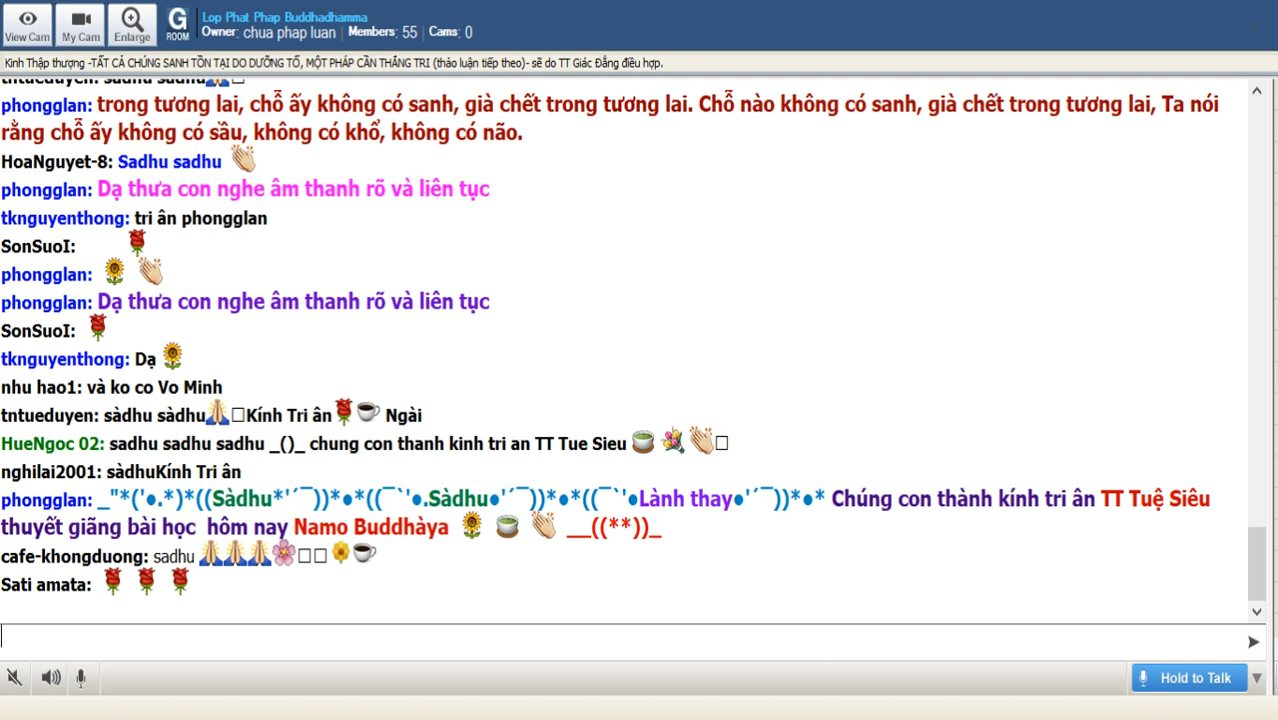 View Cam
My Cam
Enlarge
G
ROOM
Lop Phat Phap Buddhadhamma
Owner: chua phap luan | Members: 55 | Cams: 0
Kinh Thập thượng -TẤT CẢ CHÚNG SANH TỒN TẠI DO DƯỠNG TỐ, MỘT PHÁP CẦN THẮNG TRI (thảo luận tiếp theo)- sẽ do TT Giác Đẳng điều hợp.
tntueduyen: sàdhu sàdhu
phongglan: trong tương lai, chỗ ấy không có sanh, già chết trong tương lai. Chỗ nào không có sanh, già chết trong tương lai, Ta nói
rằng chỗ ấy không có sầu, không có khổ, không có não.
HoaNguyet-8: Sadhu sadhu 👏
phongglan: Dạ thưa con nghe âm thanh rõ và liên tục
tknguyenthong: tri ân phongglan
SonSuoI: 🌹
phongglan: 🌻 👏
phongglan: Dạ thưa con nghe âm thanh rõ và liên tục
SonSuoI: 🌹
tknguyenthong: Dạ 🌻
nhu hao1: và ko co Vo Minh
tntueduyen: sàdhu sàdhu🙏□Kính Tri ân🌹☕ Ngài
HueNgoc 02: sadhu sadhu sadhu _()_ chung con thanh kinh tri an TT Tue Sieu 🍵 💐 👏□
nghilai2001: sàdhuKính Tri ân
phongglan: _"*('●.*)*((Sàdhu*'´¯))*●*((¯`'●.Sàdhu●'´¯))*●*((¯`'●Lành thay●'´¯))*●* Chúng con thành kính tri ân TT Tuệ Siêu
thuyết giãng bài học hôm nay Namo Buddhàya 🌻 🍵 👏 __((**))_
cafe-khongduong: sadhu 🙏🙏🙏🌸□□ 🌼☕
Sati amata: 🌹 🌹 🌹
Hold to Talk